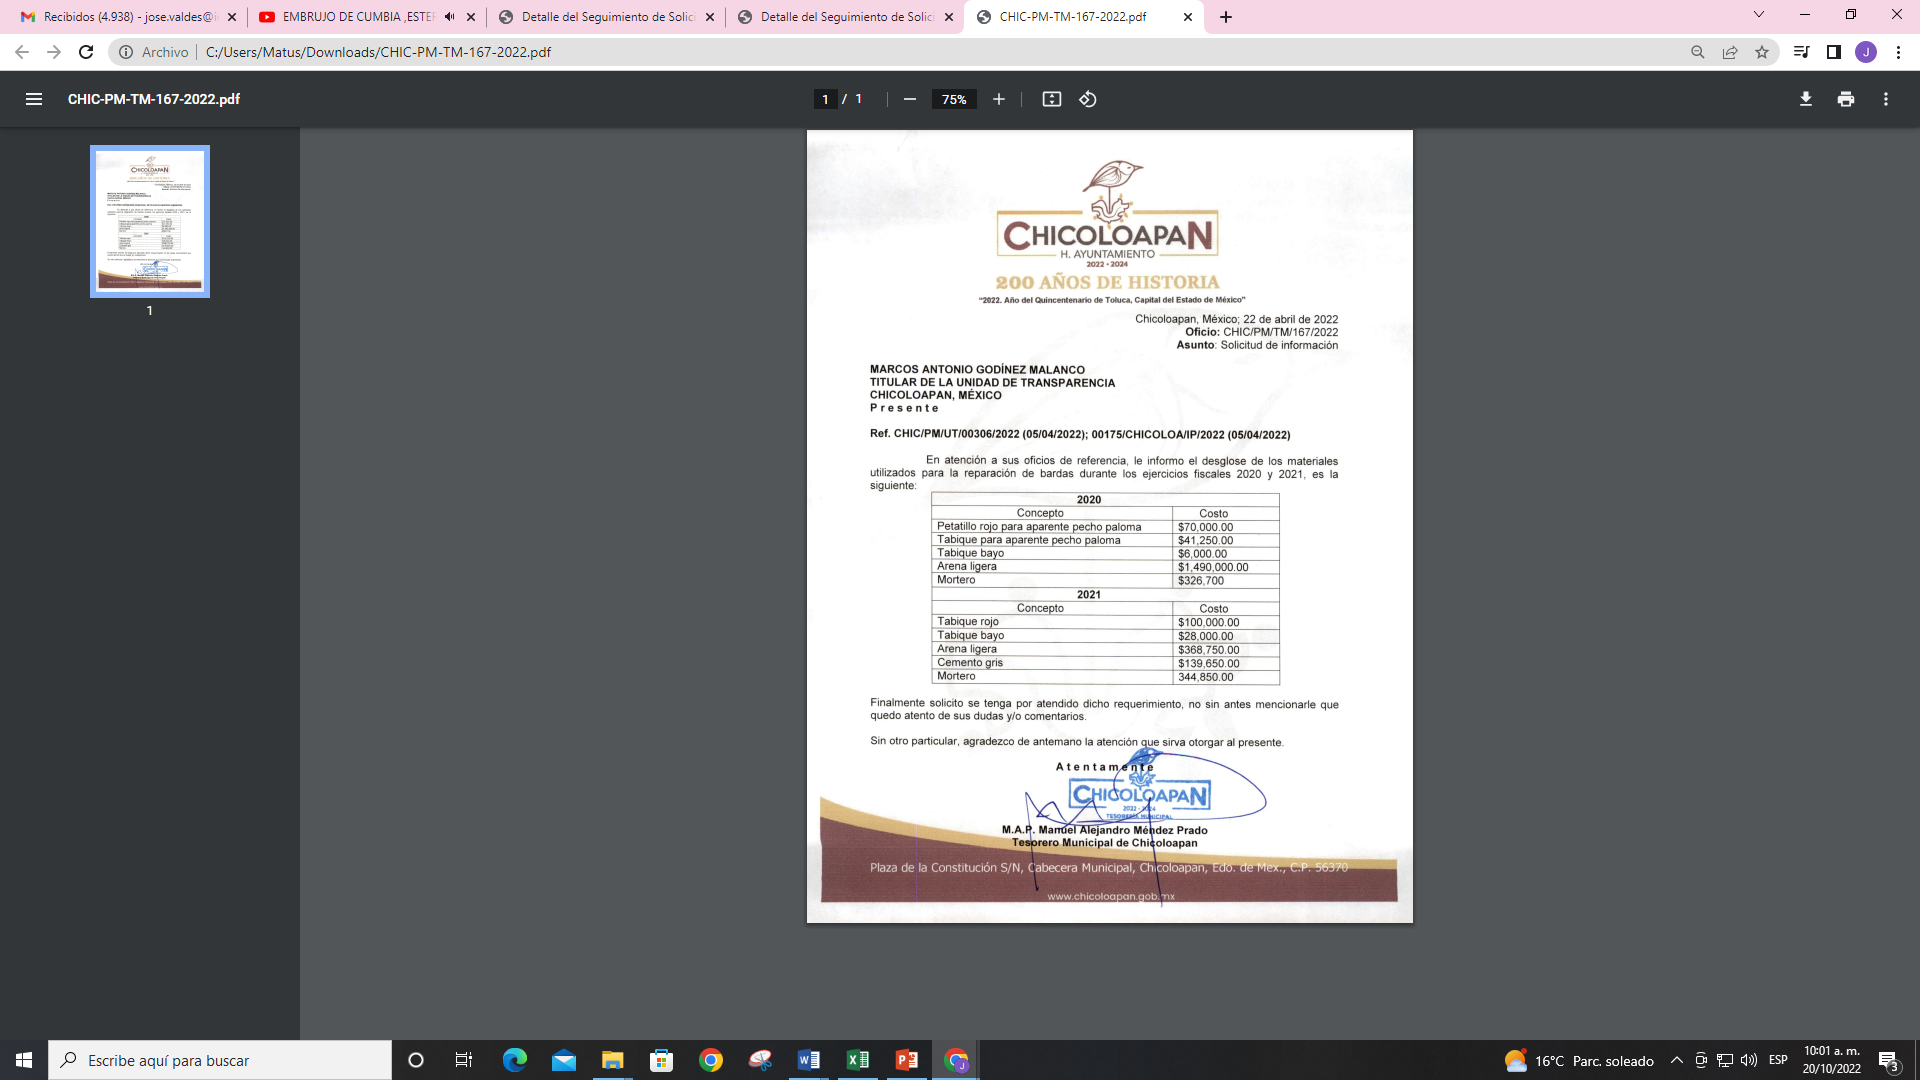 Recibidos (4.938) - jose.valdes@i
EMBRUJO DE CUMBIA ,ESTEF
Detalle del Seguimiento de Solici
Detalle del Seguimiento de Solici
CHIC-PM-TM-167-2022.pdf
Archivo
C:/Users/Matus/Downloads/CHIC-PM-TM-167-2022.pdf
J
CHIC-PM-TM-167-2022.pdf
1 / 1
75%
1
CHICOLOAPAN
H. AYUNTAMIENTO
2022 - 2024
200 AÑOS DE HISTORIA
"2022. Año del Quincentenario de Toluca, Capital del Estado de México"
Chicoloapan, México; 22 de abril de 2022
Oficio: CHIC/PM/TM/167/2022
Asunto: Solicitud de información
MARCOS ANTONIO GODÍNEZ MALANCO
TITULAR DE LA UNIDAD DE TRANSPARENCIA
CHICOLOAPAN, MÉXICO
P r e s e n t e
Ref. CHIC/PM/UT/00306/2022 (05/04/2022); 00175/CHICOLOA/IP/2022 (05/04/2022)
En atención a sus oficios de referencia, le informo el desglose de los materiales
utilizados para la reparación de bardas durante los ejercicios fiscales 2020 y 2021, es la
siguiente:
2020
Concepto Costo
Petatillo rojo para aparente pecho paloma $70,000.00
Tabique para aparente pecho paloma $41,250.00
Tabique bayo $6,000.00
Arena ligera $1,490,000.00
Mortero $326,700
2021
Concepto Costo
Tabique rojo $100,000.00
Tabique bayo $28,000.00
Arena ligera $368,750.00
Cemento gris $139,650.00
Mortero 344,850.00
Finalmente solicito se tenga por atendido dicho requerimiento, no sin antes mencionarle que
quedo atento de sus dudas y/o comentarios.
Sin otro particular, agradezco de antemano la atención que sirva otorgar al presente.
A t e n t a m e n t e
CHICOLOAPAN
2022 - 2024
TESORERÍA MUNICIPAL
M.A.P. Manuel Alejandro Méndez Prado
Tesorero Municipal de Chicoloapan
Plaza de la Constitución S/N, Cabecera Municipal, Chicoloapan, Edo. de Mex., C.P. 56370
www.chicoloapan.gob.mx
Escribe aquí para buscar
16°C Parc. soleado
ESP
10:01 a. m.
20/10/2022
3